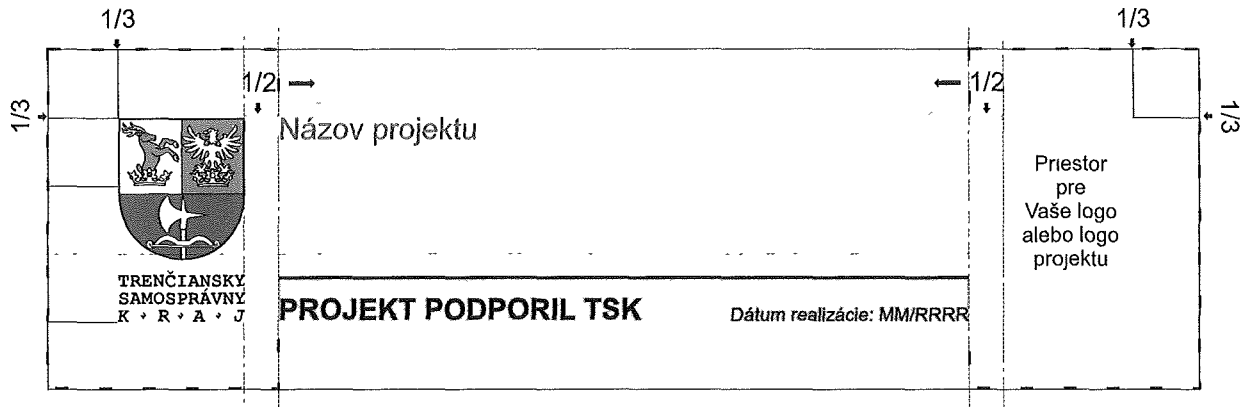 1/3
1/3
1/2
1/2
1/3
1/3
Názov projektu
Priestor
pre
Vaše logo
alebo logo
projektu
TRENČIANSKY
SAMOSPRÁVNY
K • R • A • J
PROJEKT PODPORIL TSK
Dátum realizácie: MM/RRRR